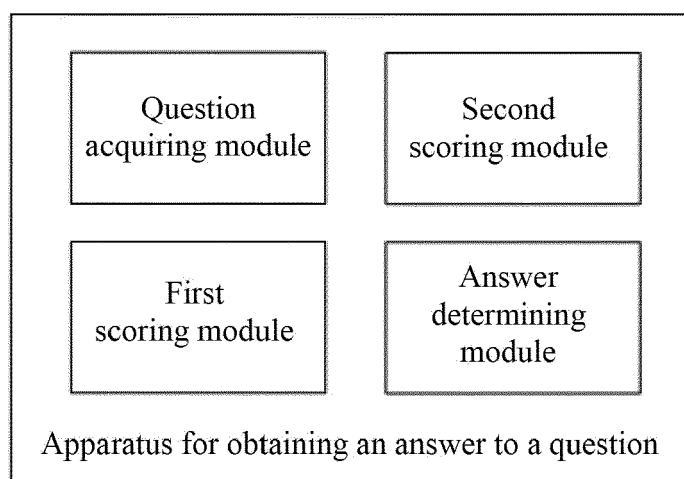 Question
acquiring module
Second
scoring module
First
scoring module
Answer
determining
module
Apparatus for obtaining an answer to a question